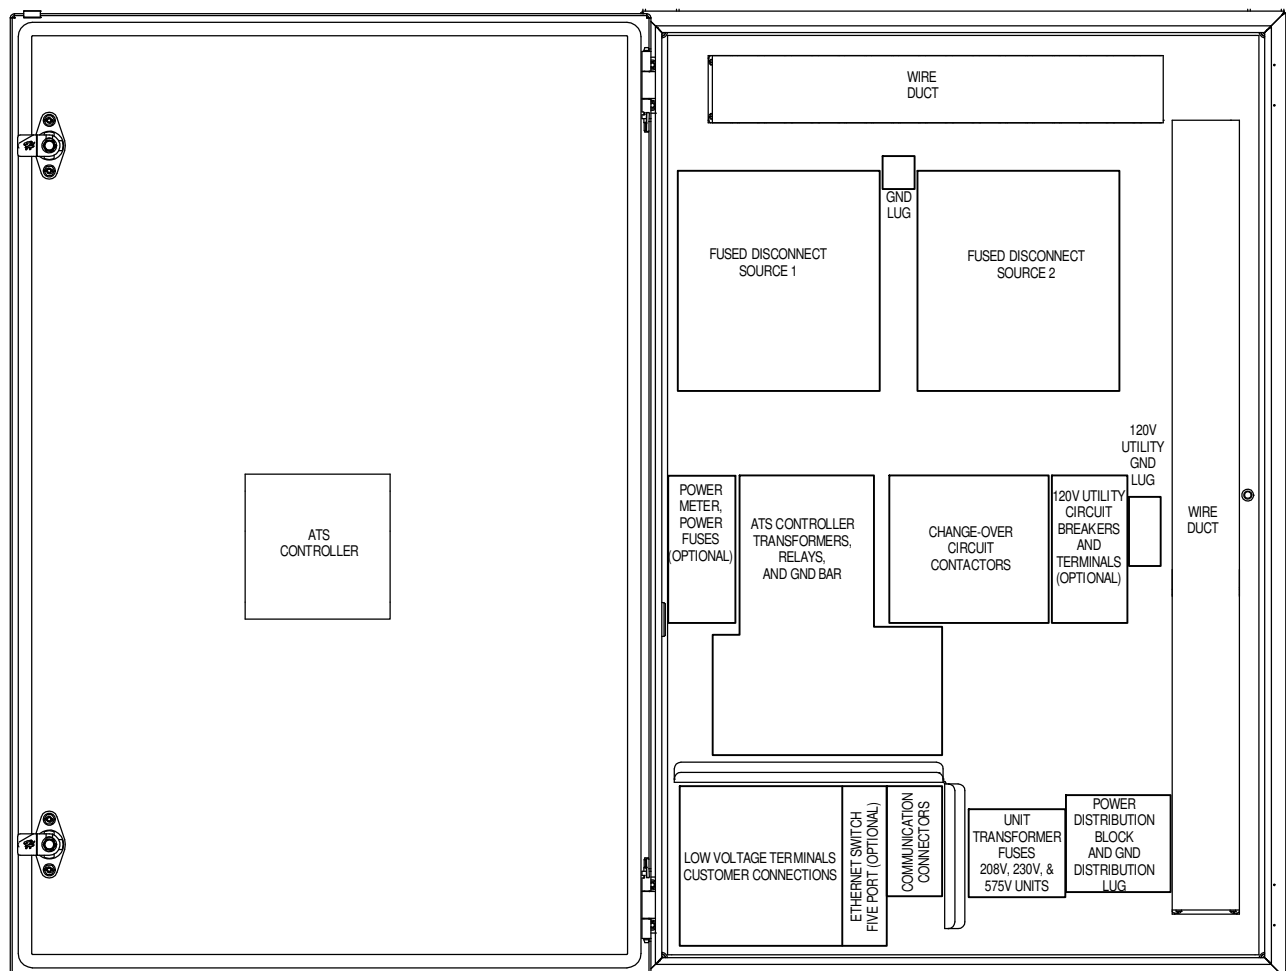 WIRE
DUCT
GND
LUG
FUSED DISCONNECT
SOURCE 1
FUSED DISCONNECT
SOURCE 2
120V
UTILITY
GND
LUG
POWER
METER,
POWER
FUSES
(OPTIONAL)
ATS CONTROLLER
TRANSFORMERS,
RELAYS,
AND GND BAR
CHANGE-OVER
CIRCUIT
CONTACTORS
120V UTILITY
CIRCUIT
BREAKERS
AND
TERMINALS
(OPTIONAL)
WIRE
DUCT
ATS
CONTROLLER
LOW VOLTAGE TERMINALS
CUSTOMER CONNECTIONS
ETHERNET SWITCH
FIVE PORT (OPTIONAL)
COMMUNICATION
CONNECTORS
UNIT
TRANSFORMER
FUSES
208V, 230V, &
575V UNITS
POWER
DISTRIBUTION
BLOCK
AND GND
DISTRIBUTION
LUG